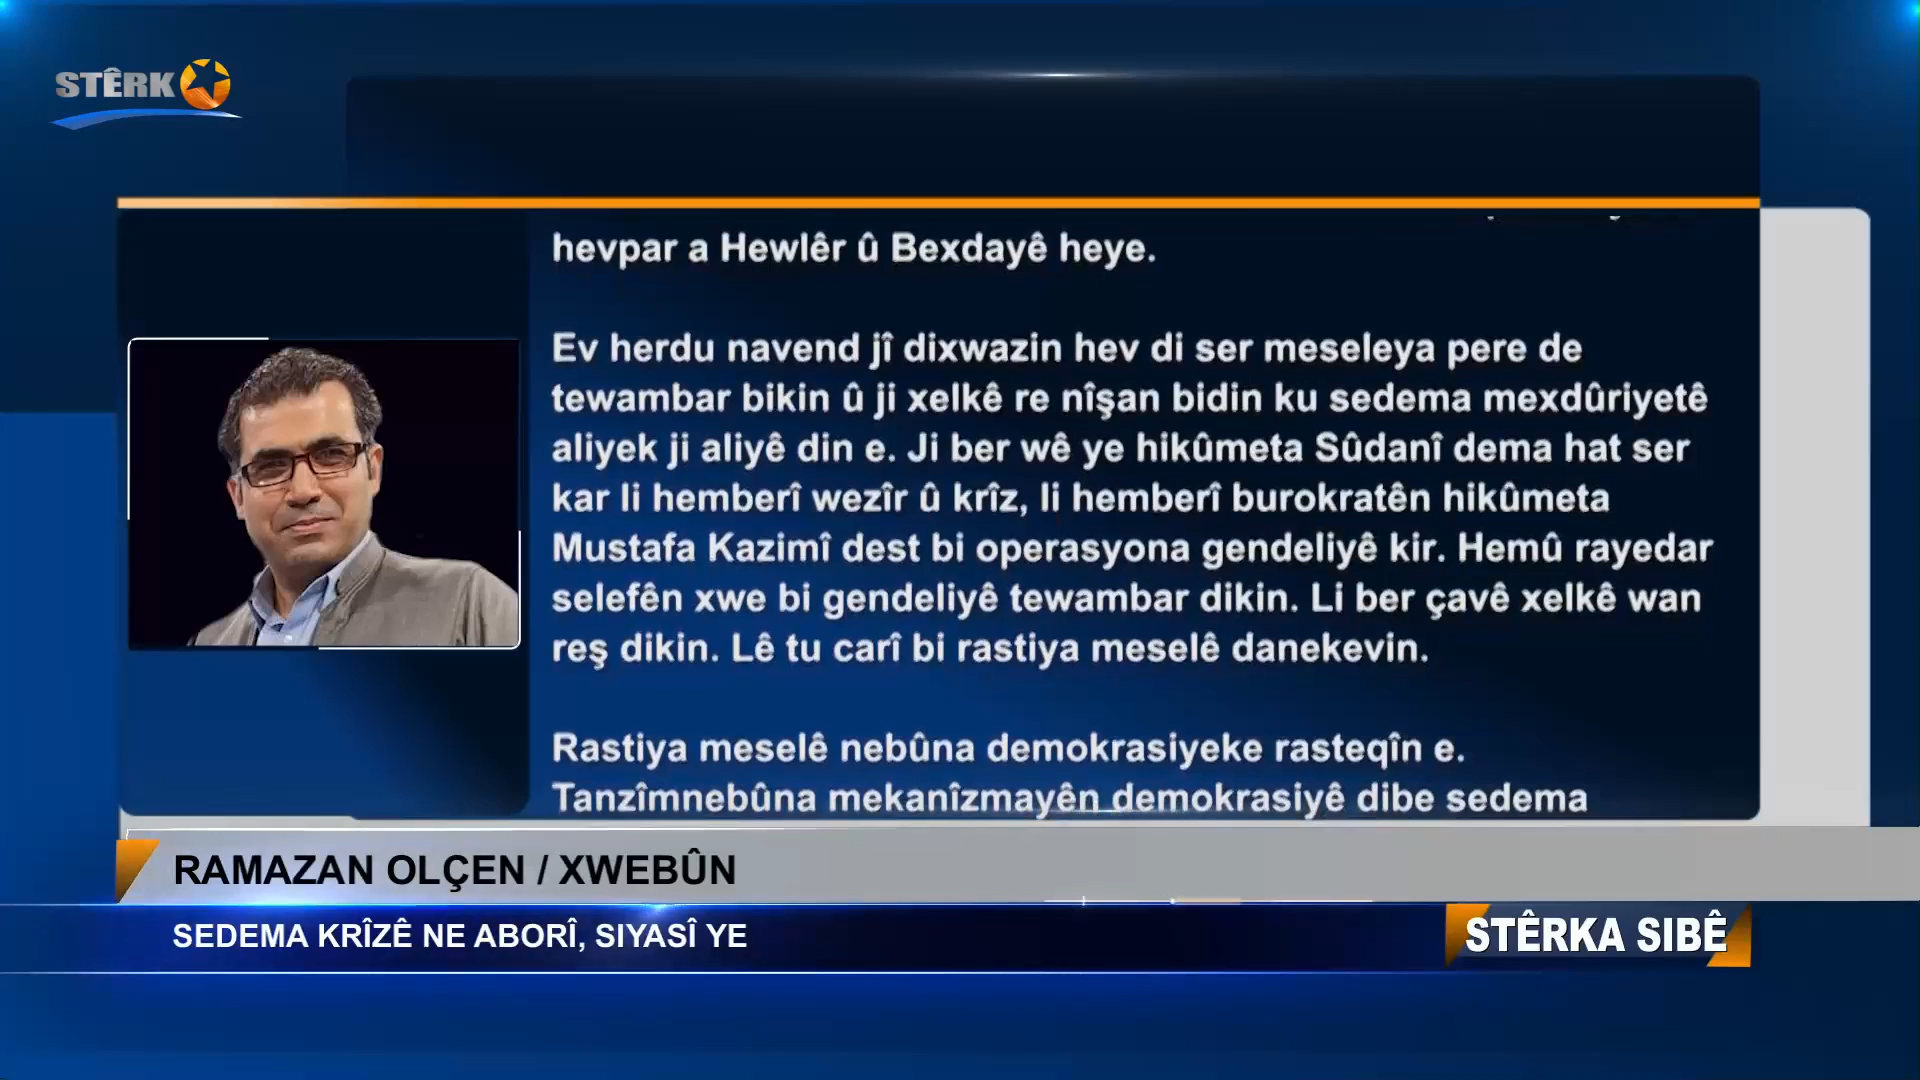 STÊRK
hevpar a Hewlêr û Bexdayê heye.
Ev herdu navend jî dixwazin hev di ser meseleya pere de
tewambar bikin û ji xelkê re nîşan bidin ku sedema mexdûriyetê
aliyek ji aliyê din e. Ji ber wê ye hikûmeta Sûdanî dema hat ser
kar li hemberî wezîr û krîz, li hemberî burokratên hikûmeta
Mustafa Kazimî dest bi operasyona gendeliyê kir. Hemû rayedar
selefên xwe bi gendeliyê tewambar dikin. Li ber çavê xelkê wan
reş dikin. Lê tu carî bi rastiya meselê danekevin.
Rastiya meselê nebûna demokrasiyeke rasteqîn e.
Tanzîmnebûna mekanîzmayên demokrasiyê dibe sedema
RAMAZAN OLÇEN / XWEBÛN
SEDEMA KRÎZÊ NE ABORÎ, SIYASÎ YE
STÊRKA SIBÊ